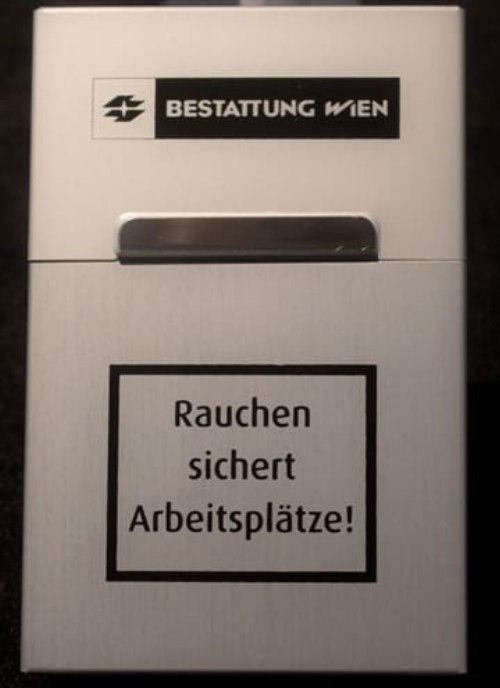 BESTATTUNG WIEN
Rauchen
sichert
Arbeitsplätze!